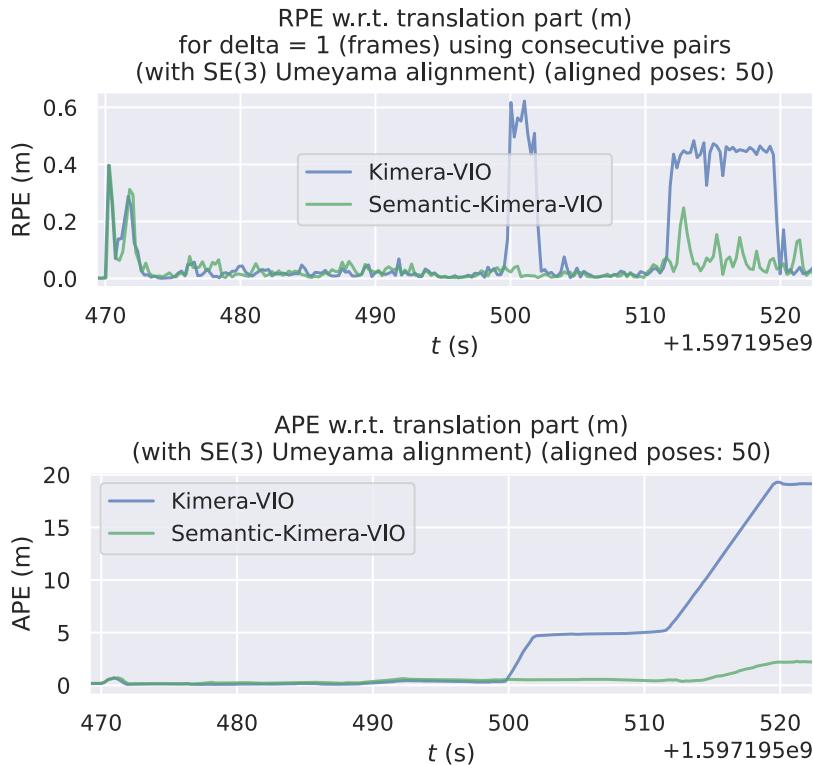 RPE w.r.t. translation part (m)
for delta = 1 (frames) using consecutive pairs
(with SE(3) Umeyama alignment) (aligned poses: 50)
0.6
0.4
0.2
0.0
RPE (m)
Kimera-VIO
Semantic-Kimera-VIO
470 480 490 500 510 520
t (s)
+1.597195e9
APE w.r.t. translation part (m)
(with SE(3) Umeyama alignment) (aligned poses: 50)
20
15
10
5
0
APE (m)
Kimera-VIO
Semantic-Kimera-VIO
470 480 490 500 510 520
t (s)
+1.597195e9